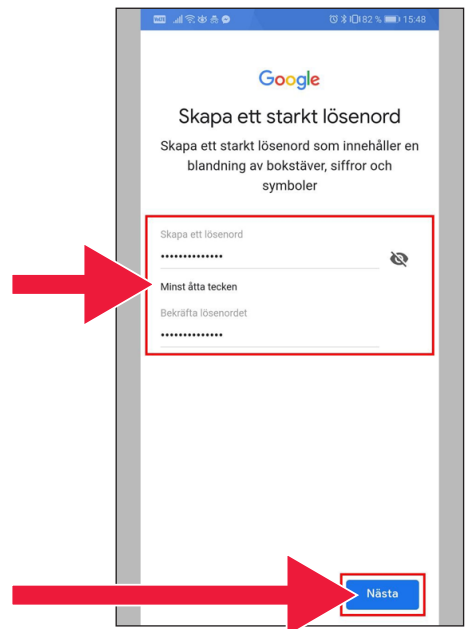 82 % 15:48
Google
Skapa ett starkt lösenord
Skapa ett starkt lösenord som innehåller en
blandning av bokstäver, siffror och
symboler
Skapa ett lösenord
••••••••••••••
Minst åtta tecken
Bekräfta lösenordet
••••••••••••••
Nästa